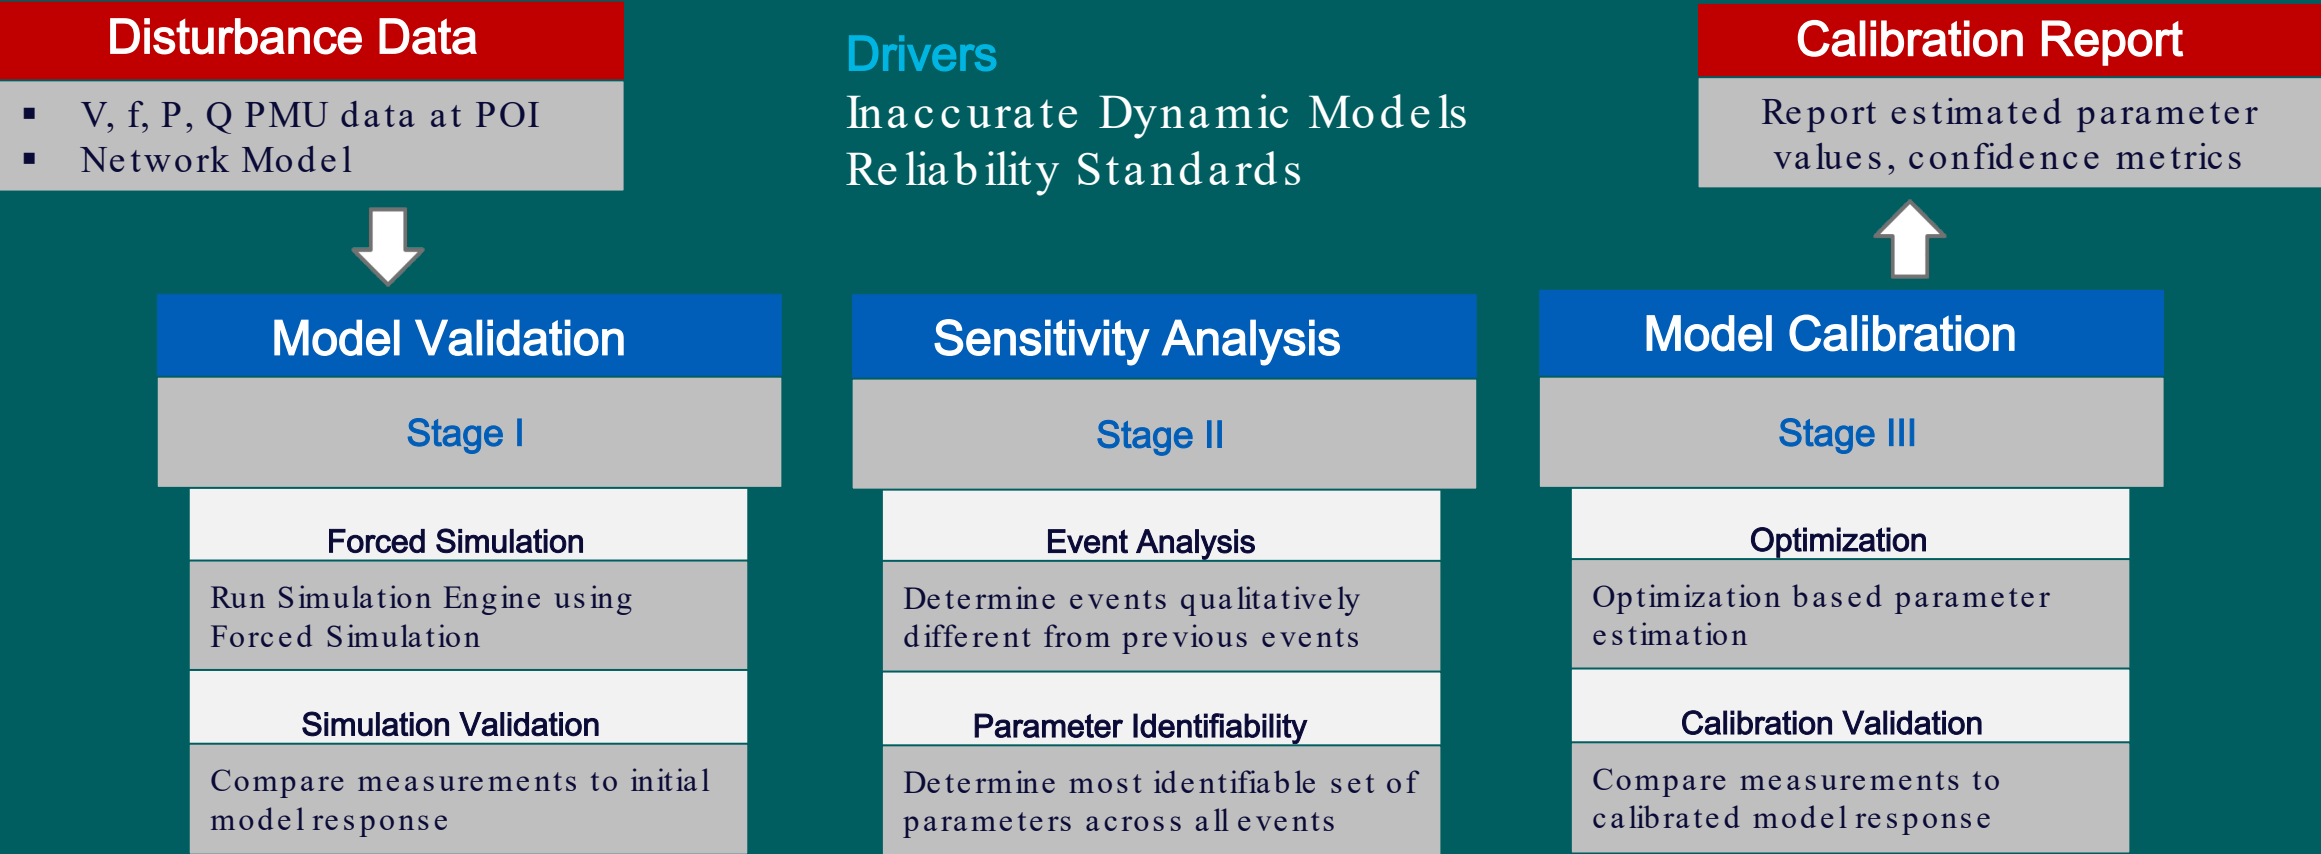 Disturbance Data
▪ V, f, P, Q PMU data at POI
▪ Network Model
Drivers
Inaccurate Dynamic Models
Reliability Standards
Calibration Report
Report estimated parameter
values, confidence metrics
Model Validation
Stage I
Forced Simulation
Run Simulation Engine using
Forced Simulation
Simulation Validation
Compare measurements to initial
model response
Sensitivity Analysis
Stage II
Event Analysis
Determine events qualitatively
different from previous events
Parameter Identifiability
Determine most identifiable set of
parameters across all events
Model Calibration
Stage III
Optimization
Optimization based parameter
estimation
Calibration Validation
Compare measurements to
calibrated model response